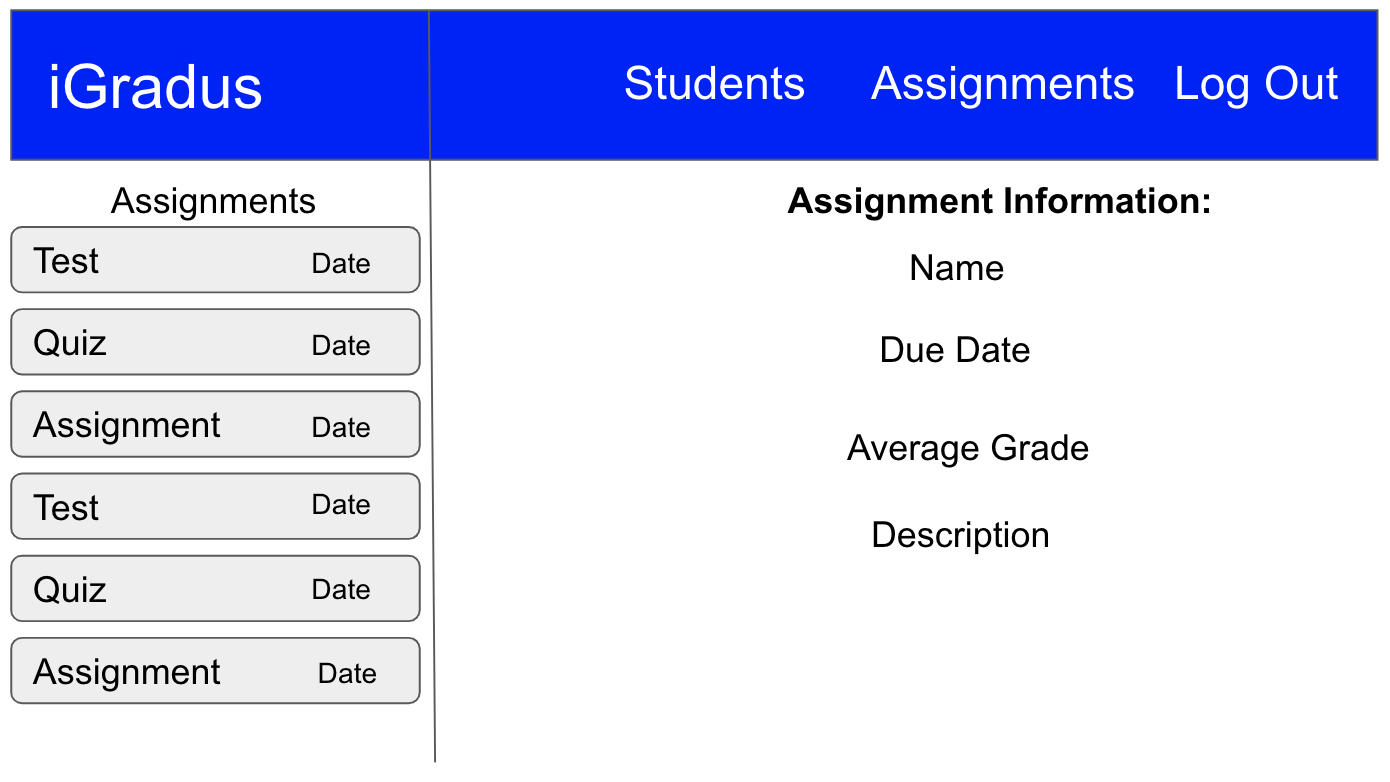 iGradus
Students Assignments Log Out
Assignments
Test Date
Quiz Date
Assignment Date
Test Date
Quiz Date
Assignment Date
Assignment Information:
Name
Due Date
Average Grade
Description